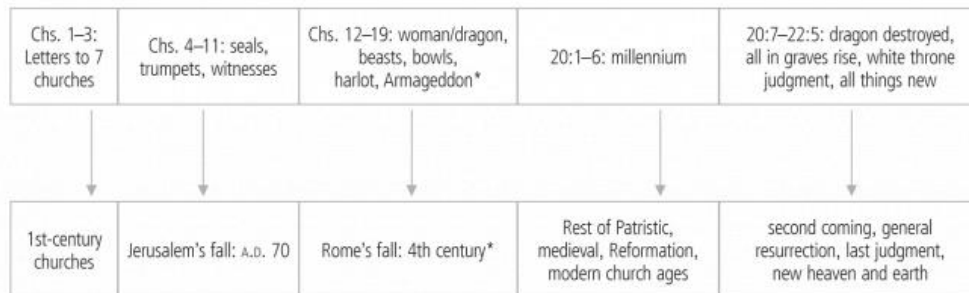 Chs. 1–3:
Letters to 7
churches
Chs. 4–11: seals,
trumpets, witnesses
Chs. 12–19: woman/dragon,
beasts, bowls,
harlot, Armageddon*
20:1–6: millennium
20:7–22:5: dragon destroyed,
all in graves rise, white throne
judgment, all things new
1st-century
churches
Jerusalem’s fall: A.D. 70
Rome’s fall: 4th century*
Rest of Patristic,
medieval, Reformation,
modern church ages
second coming, general
resurrection, last judgment,
new heaven and earth